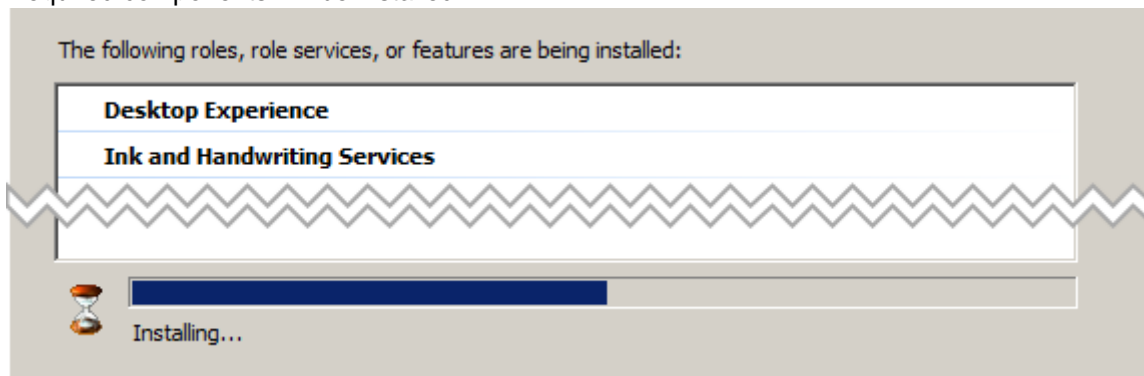 The following roles, role services, or features are being installed:
Desktop Experience
Ink and Handwriting Services
Installing...